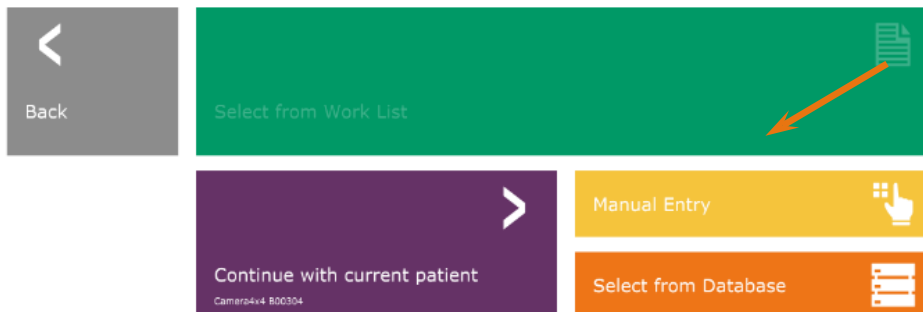 Back
Select from Work List
Manual Entry
Continue with current patient
Camera4x4 B00304
Select from Database